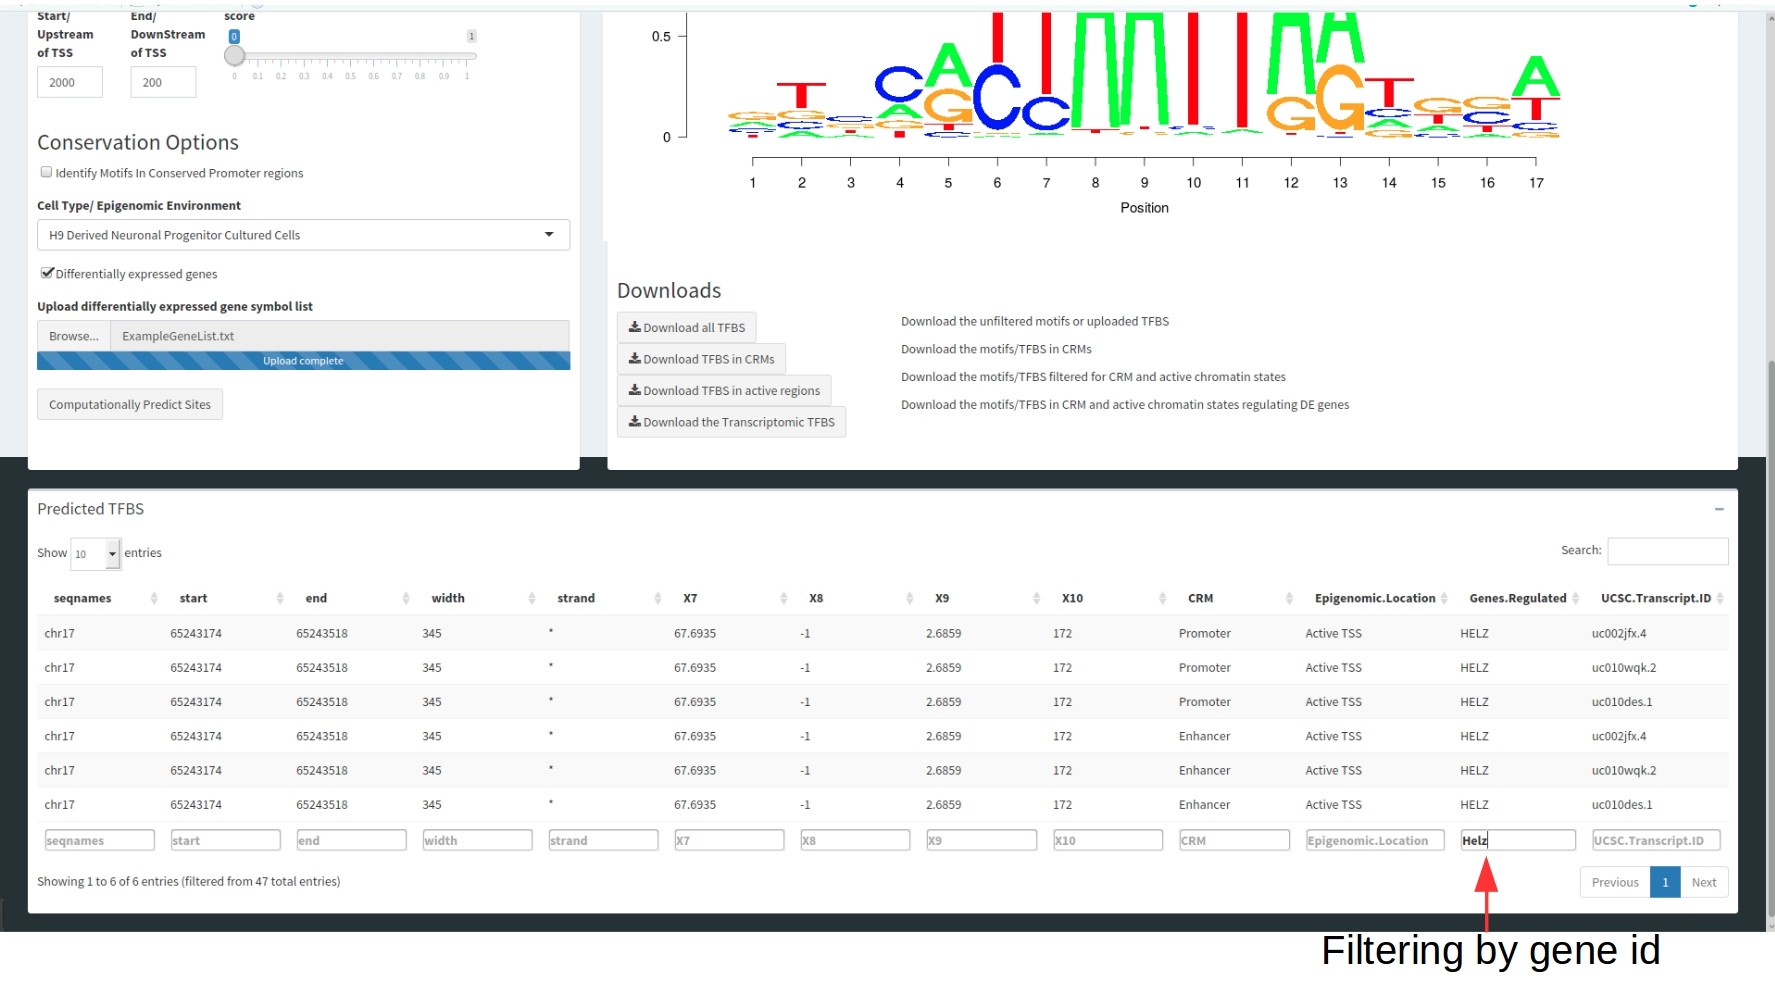 Start/ End/ score
Upstream DownStream 0 1
of TSS of TSS
2000 200 0 0.1 0.2 0.3 0.4 0.5 0.6 0.7 0.8 0.9 1
Conservation Options
Identify Motifs In Conserved Promoter regions
Cell Type/ Epigenomic Environment
H9 Derived Neuronal Progenitor Cultured Cells
Differentially expressed genes
Upload differentially expressed gene symbol list
Browse... ExampleGeneList.txt
Upload complete
Computationally Predict Sites
0.5
0
1 2 3 4 5 6 7 8 9 10 11 12 13 14 15 16 17
Position
Downloads
Download all TFBS Download the unfiltered motifs or uploaded TFBS
Download TFBS in CRMs Download the motifs/TFBS in CRMs
Download TFBS in active regions Download the motifs/TFBS filtered for CRM and active chromatin states
Download the Transcriptomic TFBS Download the motifs/TFBS in CRM and active chromatin states regulating DE genes
Predicted TFBS
Show 10 entries Search:
seqnames start end width strand X7 X8 X9 X10 CRM Epigenomic.Location Genes.Regulated UCSC.Transcript.ID
chr17 65243174 65243518 345 * 67.6935 -1 2.6859 172 Promoter Active TSS HELZ uc002jfx.4
chr17 65243174 65243518 345 * 67.6935 -1 2.6859 172 Promoter Active TSS HELZ uc010wqk.2
chr17 65243174 65243518 345 * 67.6935 -1 2.6859 172 Promoter Active TSS HELZ uc010des.1
chr17 65243174 65243518 345 * 67.6935 -1 2.6859 172 Enhancer Active TSS HELZ uc002jfx.4
chr17 65243174 65243518 345 * 67.6935 -1 2.6859 172 Enhancer Active TSS HELZ uc010wqk.2
chr17 65243174 65243518 345 * 67.6935 -1 2.6859 172 Enhancer Active TSS HELZ uc010des.1
seqnames start end width strand X7 X8 X9 X10 CRM Epigenomic.Location Helz UCSC.Transcript.ID
Showing 1 to 6 of 6 entries (filtered from 47 total entries) Previous 1 Next
Filtering by gene id